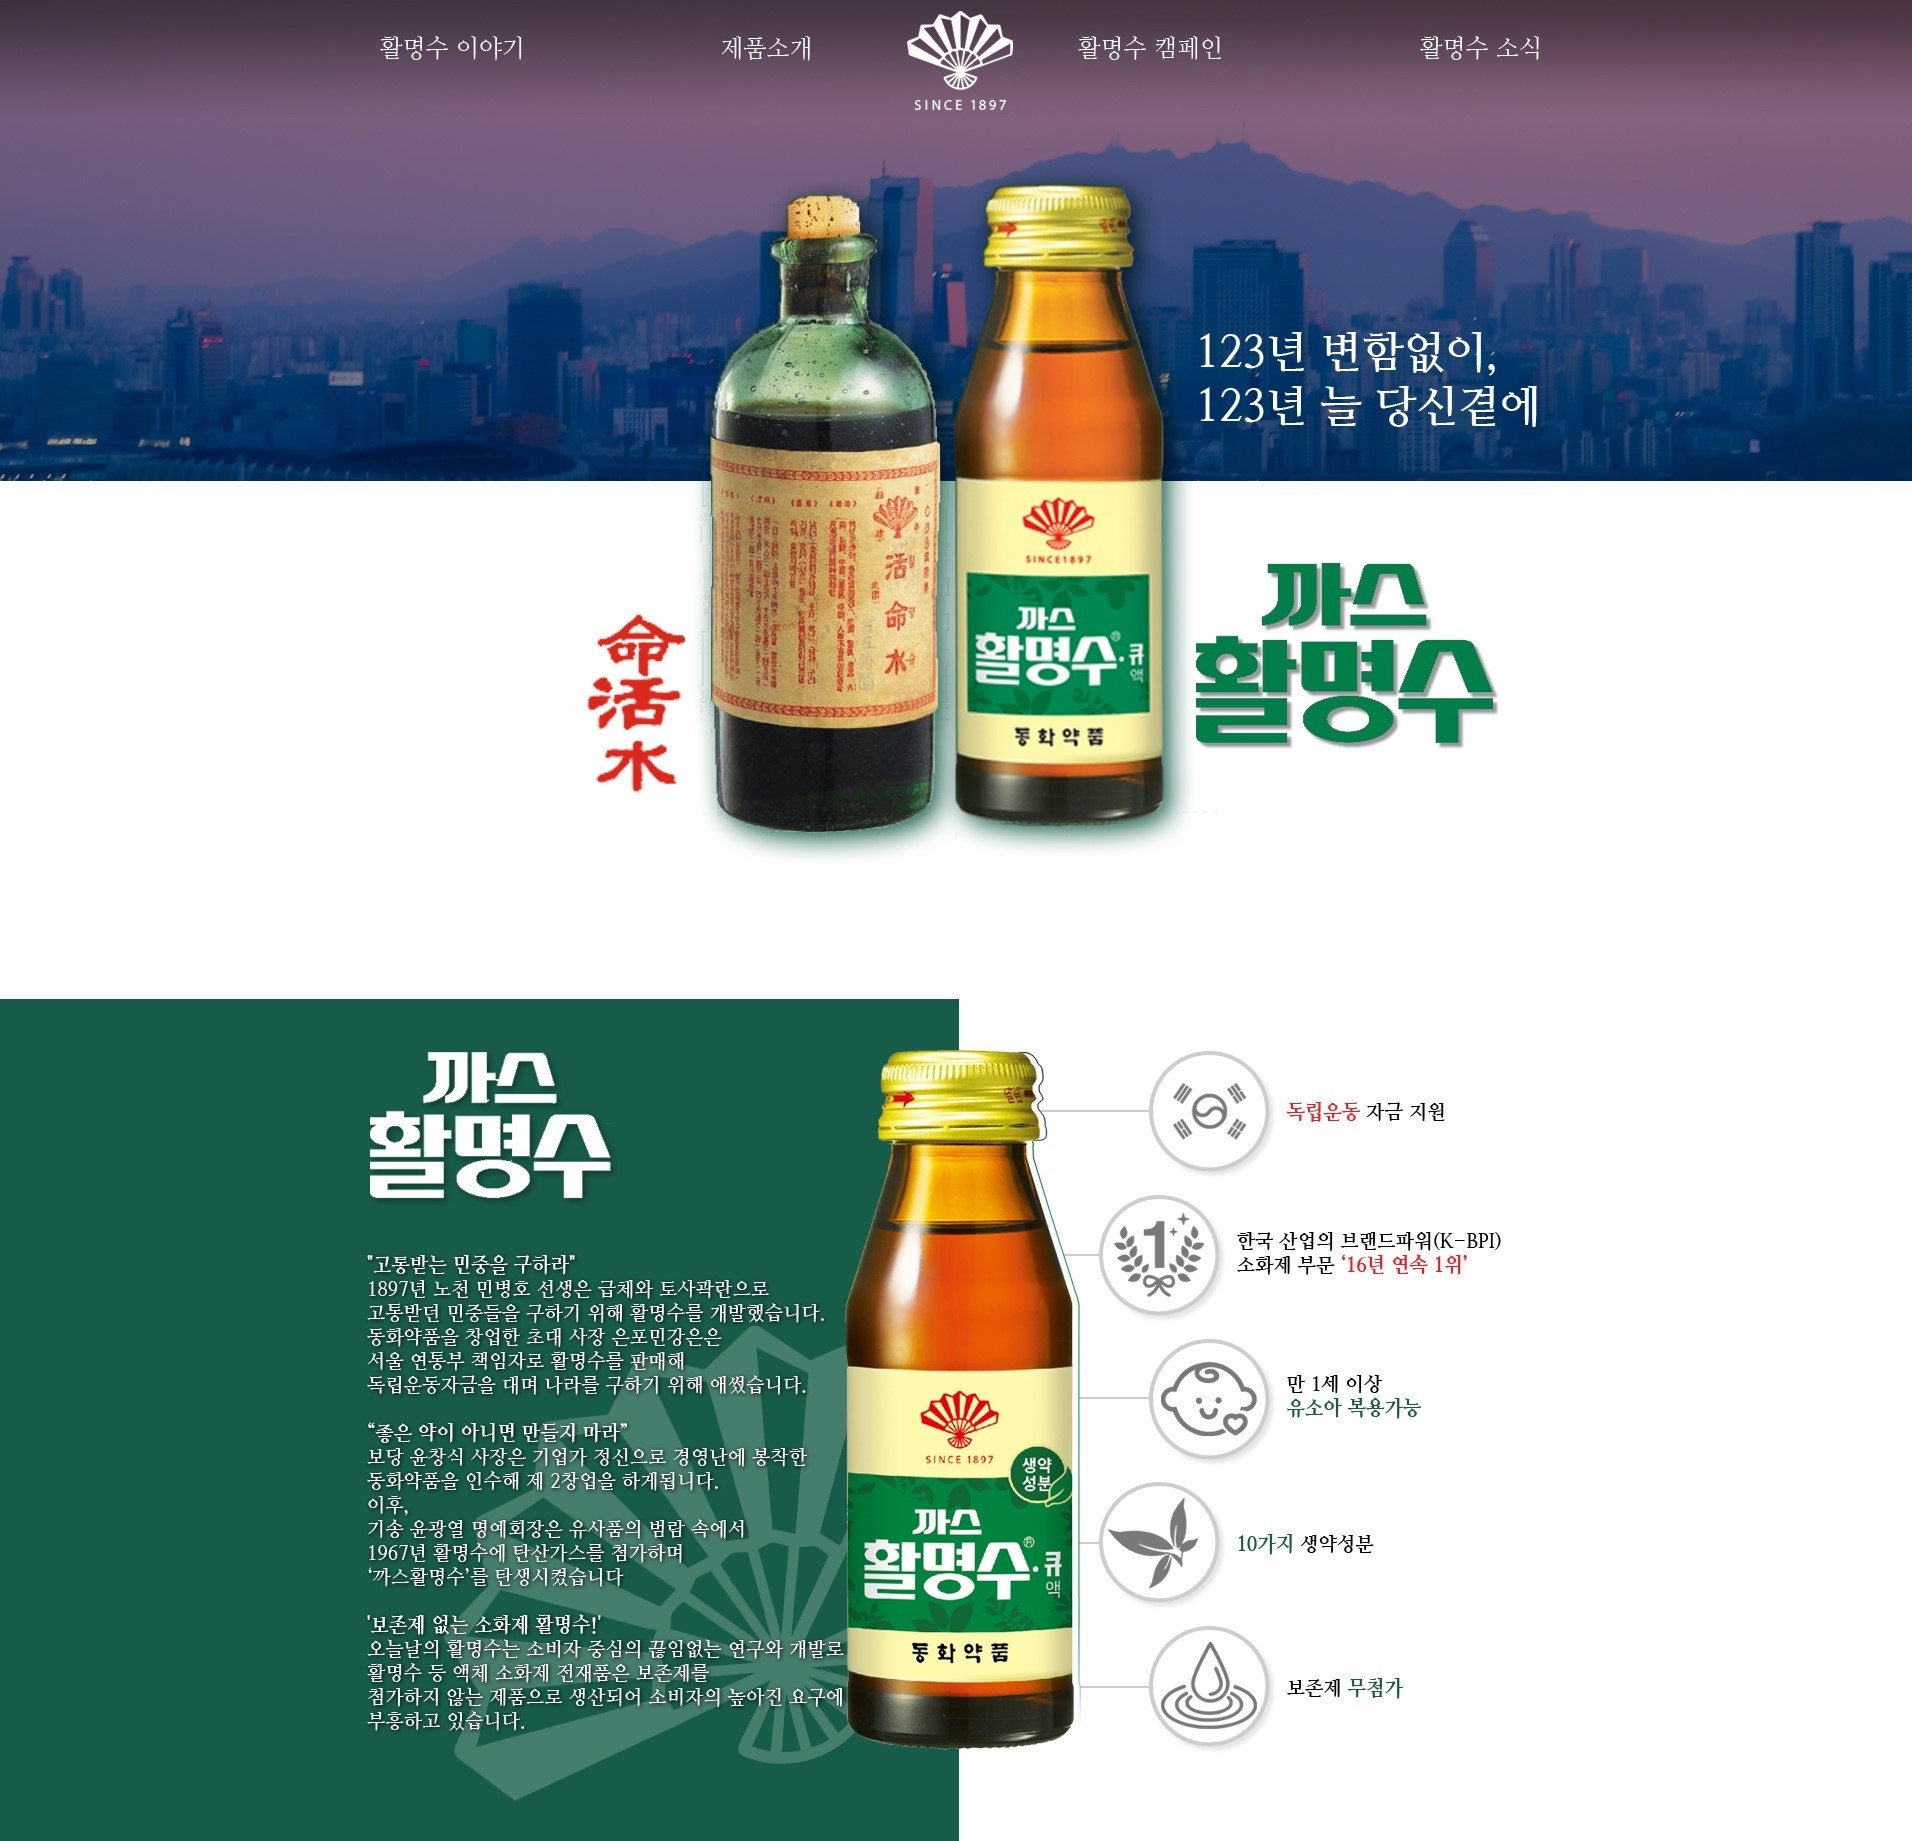 활명수 이야기
제품소개
SINCE 1897
활명수 캠페인
활명수 소식
123년 변함없이,
123년 늘 당신곁에
命
活
水
活
命
水
SINCE1897
까스
활명수®·큐
액
동화약품
까스
활명수
까스
활명수
"고통받는 민중을 구하라"
1897년 노천 민병호 선생은 급체와 토사곽란으로
고통받던 민중들을 구하기 위해 활명수를 개발했습니다.
동화약품을 창업한 초대 사장 은포민강은은
서울 연통부 책임자로 활명수를 판매해
독립운동자금을 대며 나라를 구하기 위해 애썼습니다.
“좋은 약이 아니면 만들지 마라”
보당 윤창식 사장은 기업가 정신으로 경영난에 봉착한
동화약품을 인수해 제 2창업을 하게됩니다.
이후,
기송 윤광열 명예회장은 유사품의 범람 속에서
1967년 활명수에 탄산가스를 첨가하며
‘까스활명수’를 탄생시켰습니다
'보존제 없는 소화제 활명수!'
오늘날의 활명수는 소비자 중심의 끊임없는 연구와 개발로
활명수 등 액체 소화제 전재품은 보존제를
첨가하지 않는 제품으로 생산되어 소비자의 높아진 요구에
부흥하고 있습니다.
SINCE 1897
생약
성분
까스
활명수®·큐
액
동화약품
독립운동 자금 지원
1
한국 산업의 브랜드파워(K-BPI)
소화제 부문 ‘16년 연속 1위’
만 1세 이상
유소아 복용가능
10가지 생약성분
보존제 무첨가